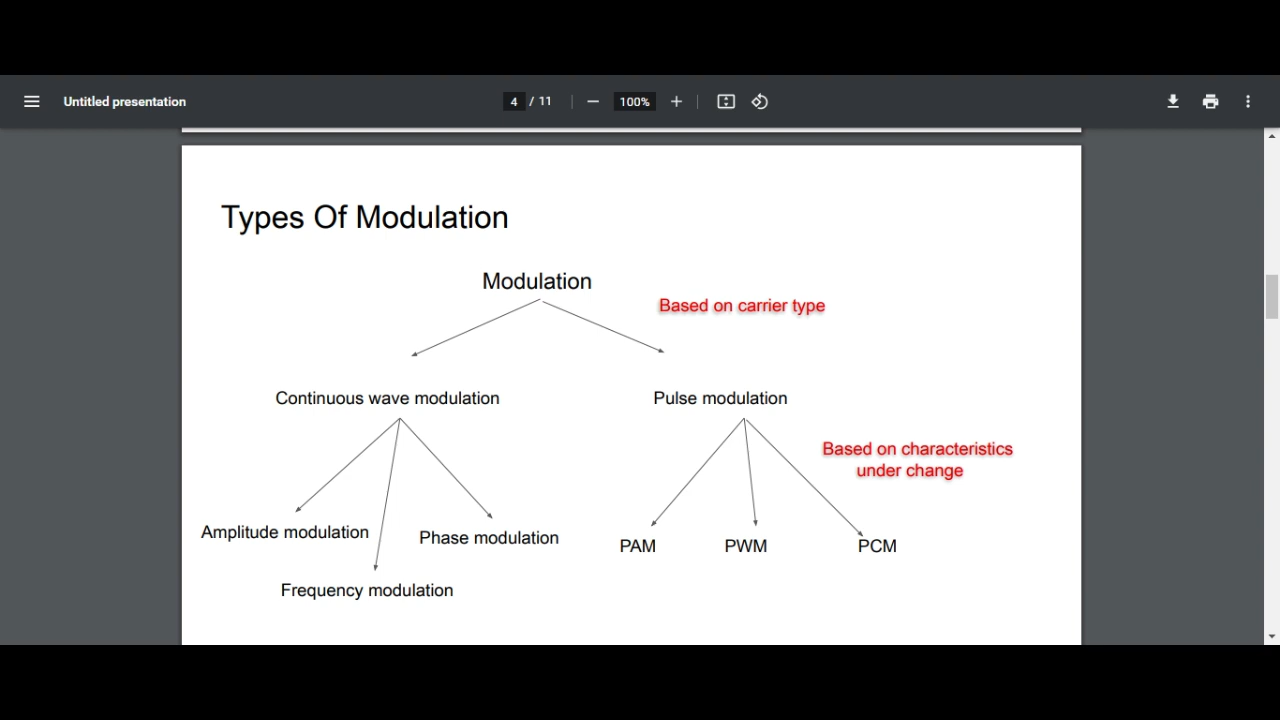 Untitled presentation
4 / 11
100%
Types Of Modulation
Modulation
Based on carrier type
Continuous wave modulation
Pulse modulation
Based on characteristics
under change
Amplitude modulation
Phase modulation
PAM
PWM
PCM
Frequency modulation